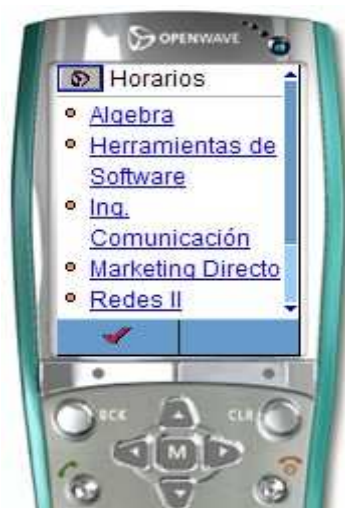 OPENWAVE
Horarios
Algebra
Herramientas de
Software
Ing.
Comunicación
Marketing Directo
Redes II
BCK
CLR
M